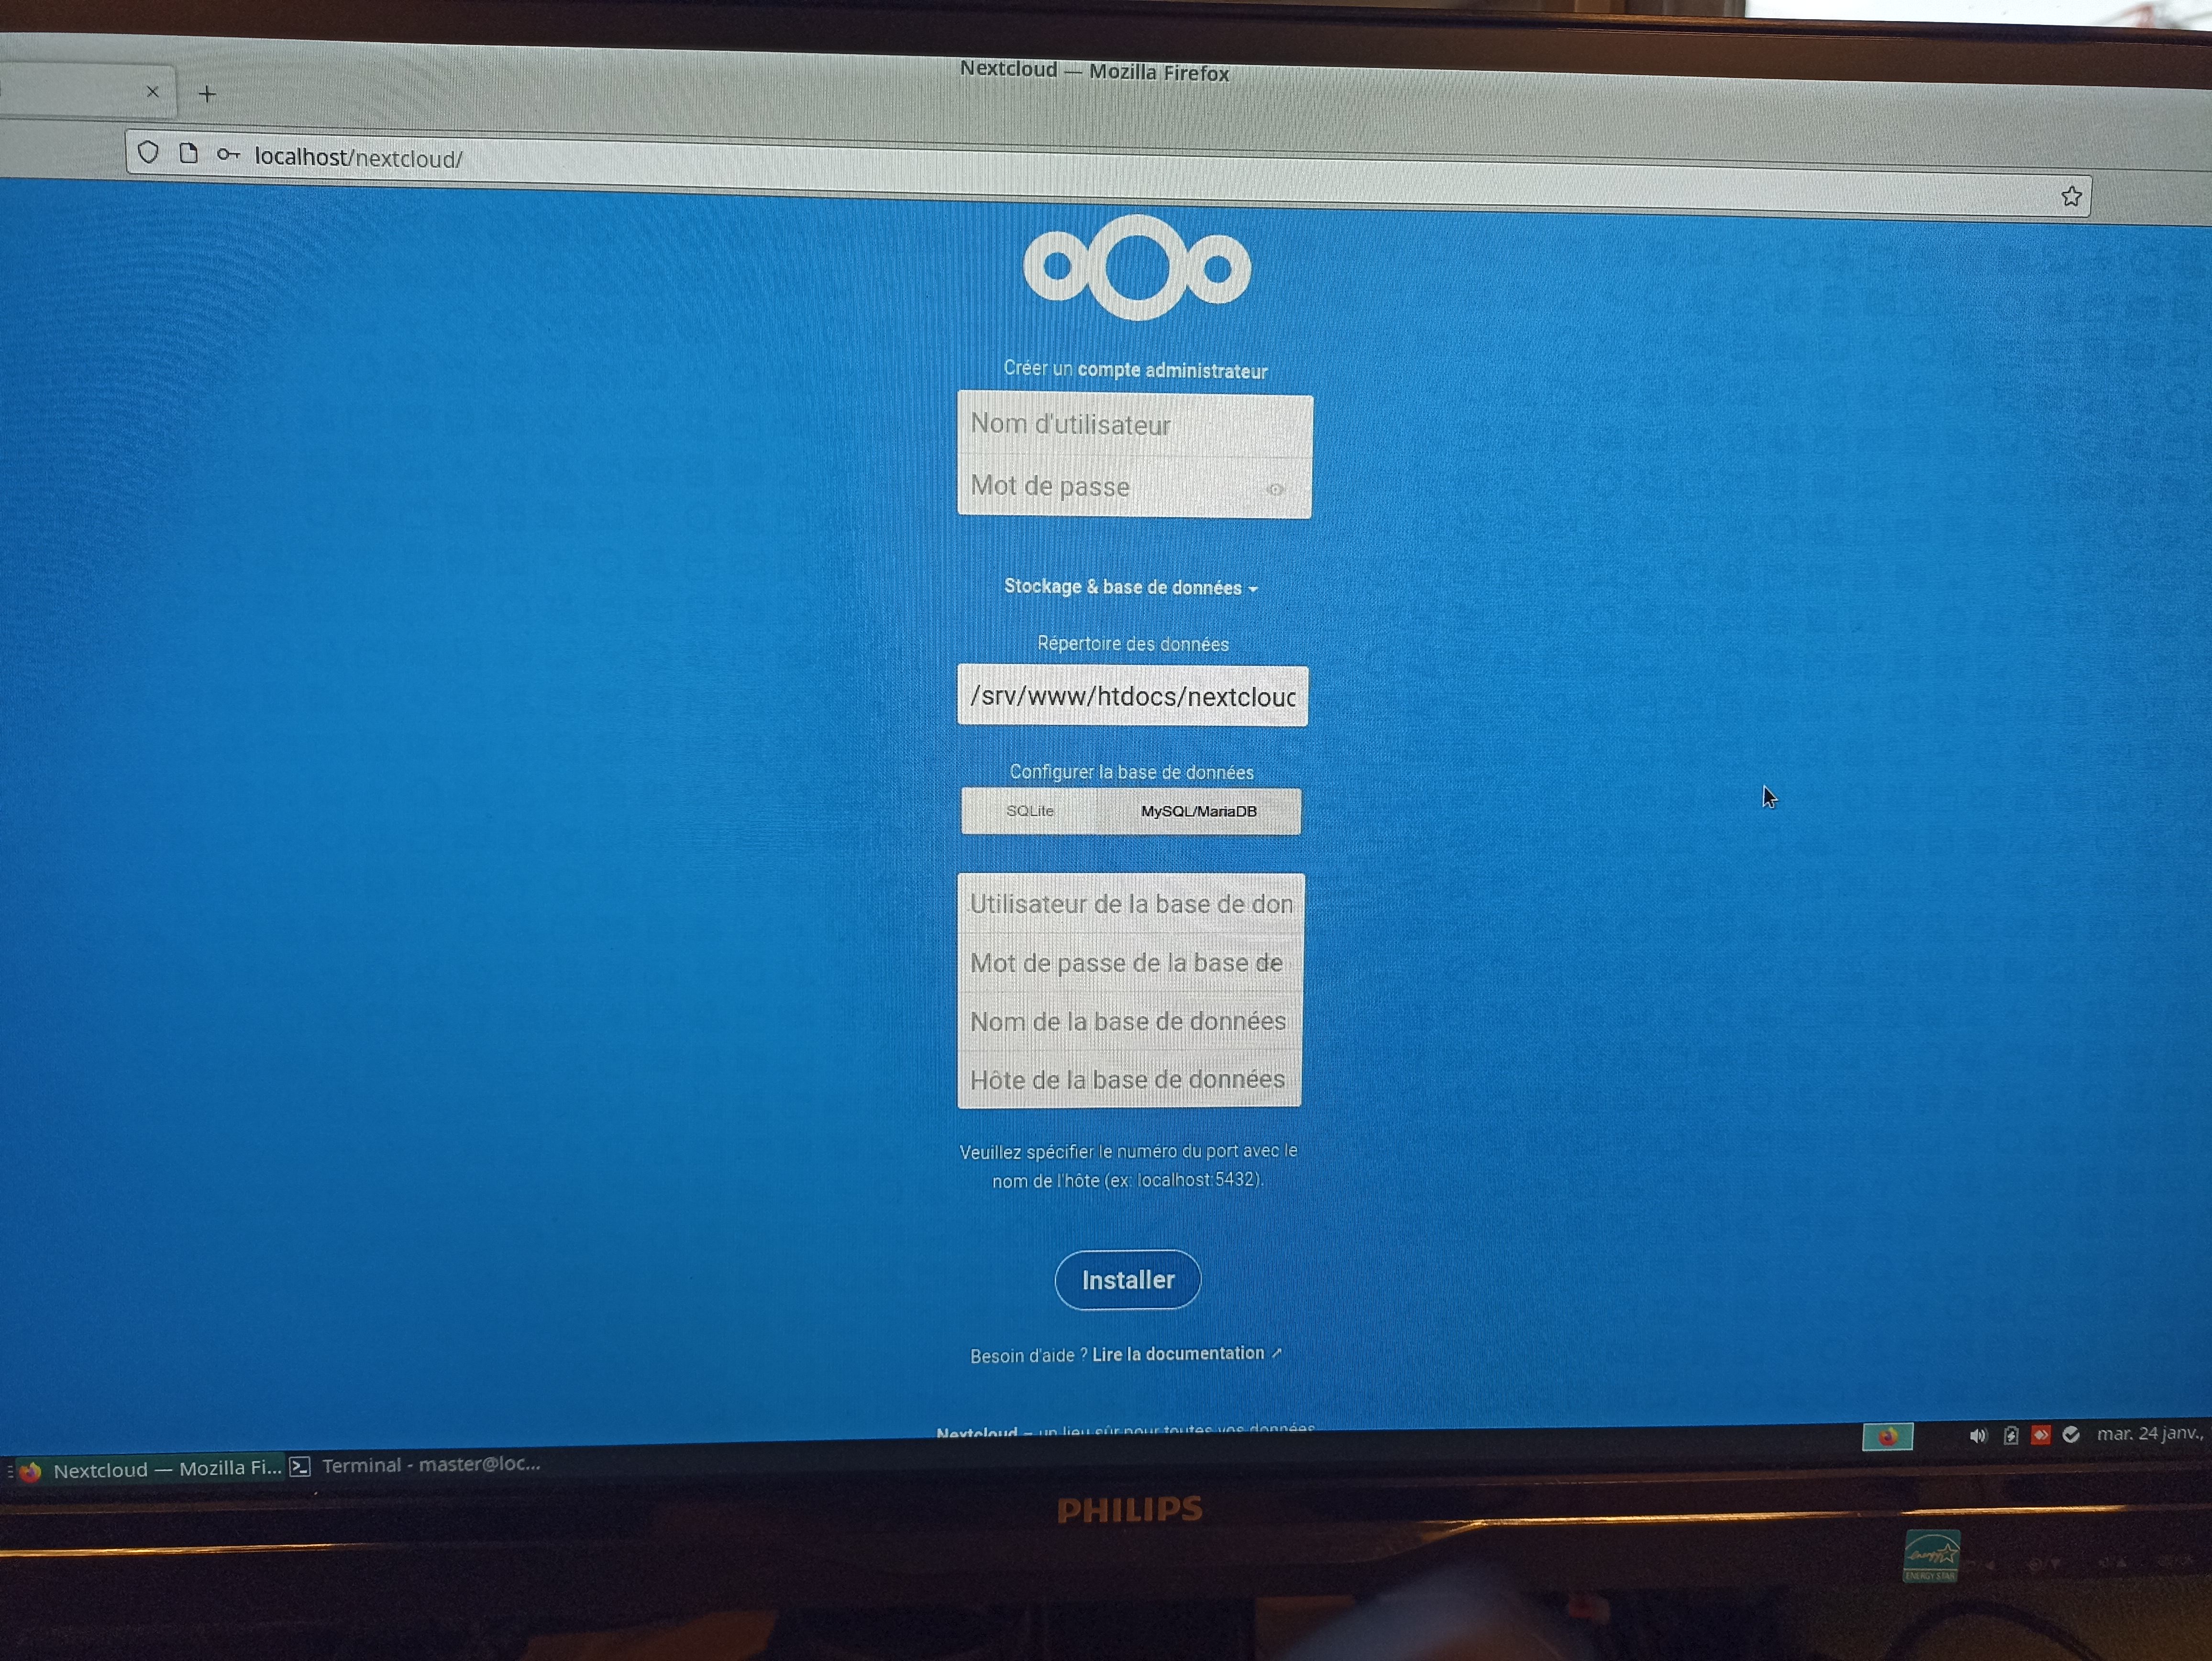 Nextcloud — Mozilla Firefox
localhost/nextcloud/
Créer un compte administrateur
Nom d'utilisateur
Mot de passe
Stockage & base de données
Répertoire des données
/srv/www/htdocs/nextcloud
Configurer la base de données
SQLite MySQL/MariaDB
Utilisateur de la base de don
Mot de passe de la base de
Nom de la base de données
Hôte de la base de données
Veuillez spécifier le numéro du port avec le
nom de l'hôte (ex: localhost:5432).
Installer
Besoin d'aide ? Lire la documentation ↗
Nextcloud – un lieu sûr pour toutes vos données
Nextcloud — Mozilla Fi... Terminal - master@loc... mar. 24 janv.,
PHILIPS
ENERGY STAR